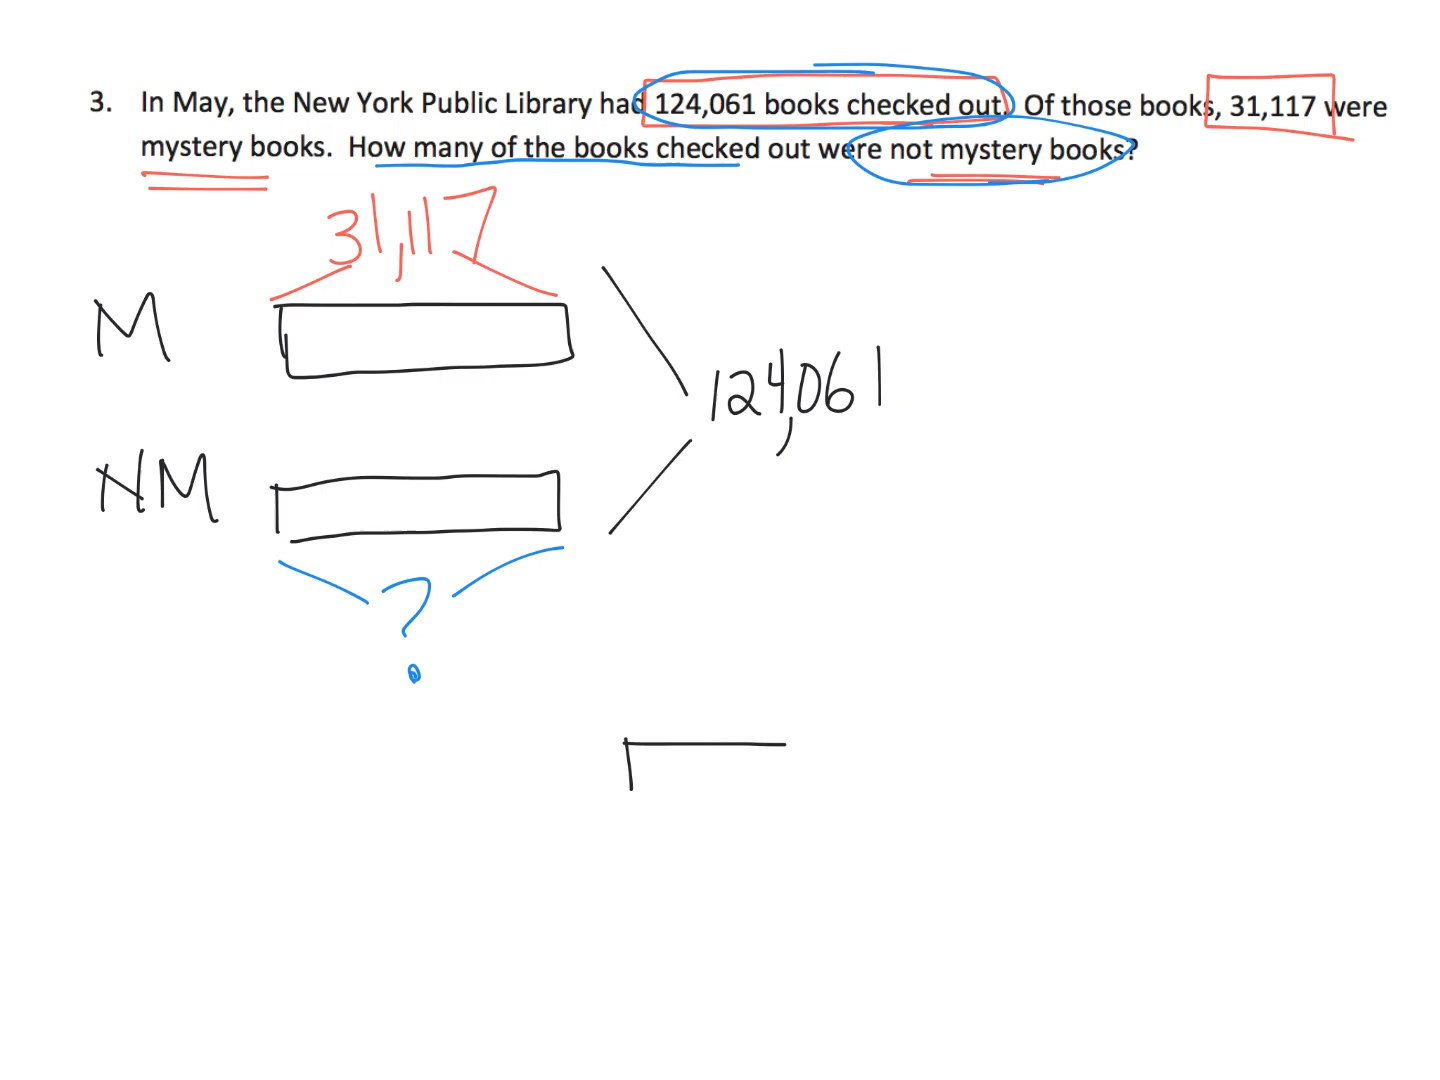 3. In May, the New York Public Library had 124,061 books checked out. Of those books, 31,117 were
mystery books. How many of the books checked out were not mystery books?
31,117
M
124,061
NM
?